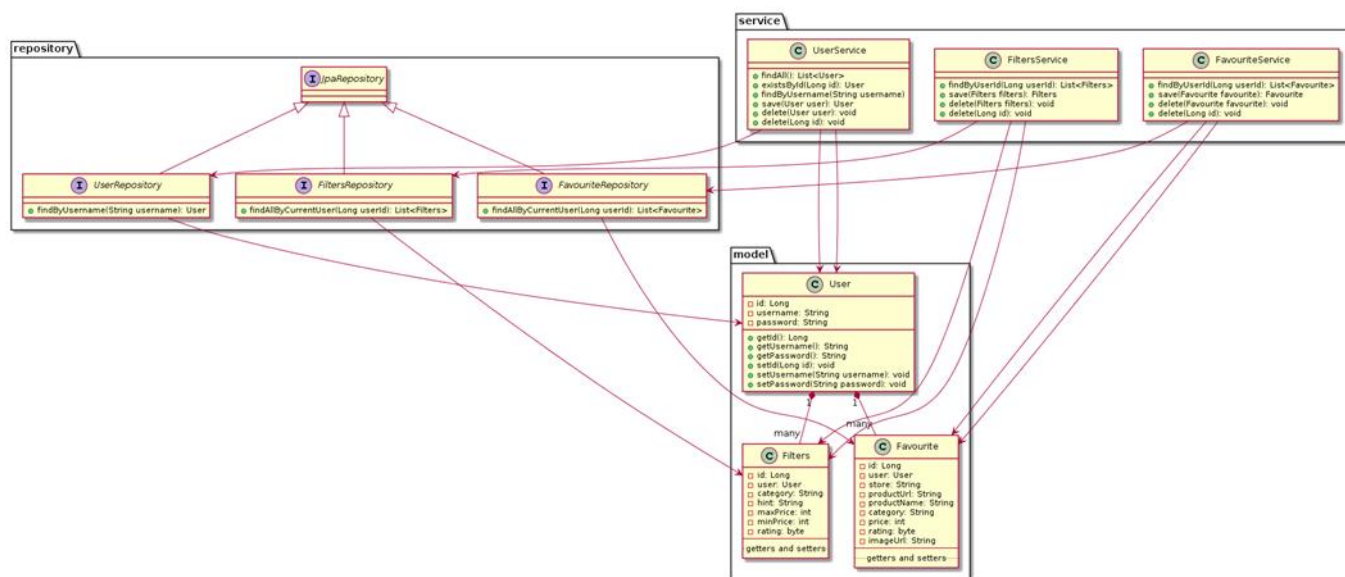 repository
I JpaRepository
I UserRepository
findByUsername(String username): User
I FiltersRepository
findAllByCurrentUser(Long userId): List<Filters>
I FavouriteRepository
findAllByCurrentUser(Long userId): List<Favourite>
service
C UserService
findAll(): List<User>
existsById(Long id): User
findByUsername(String username)
save(User user): User
delete(User user): void
delete(Long id): void
C FiltersService
findByUserId(Long userId): List<Filters>
save(Filters filters): Filters
delete(Filters filters): void
delete(Long id): void
C FavouriteService
findByUserId(Long userId): List<Favourite>
save(Favourite favourite): Favourite
delete(Favourite favourite): void
delete(Long id): void
model
C User
id: Long
username: String
password: String
getId(): Long
getUsername(): String
getPassword(): String
setId(Long id): void
setUsername(String username): void
setPassword(String password): void
1
1
many
many
C Filters
id: Long
user: User
category: String
hint: String
maxPrice: int
minPrice: int
rating: byte
getters and setters
C Favourite
id: Long
user: User
store: String
productUrl: String
productName: String
category: String
price: int
rating: byte
imageUrl: String
getters and setters